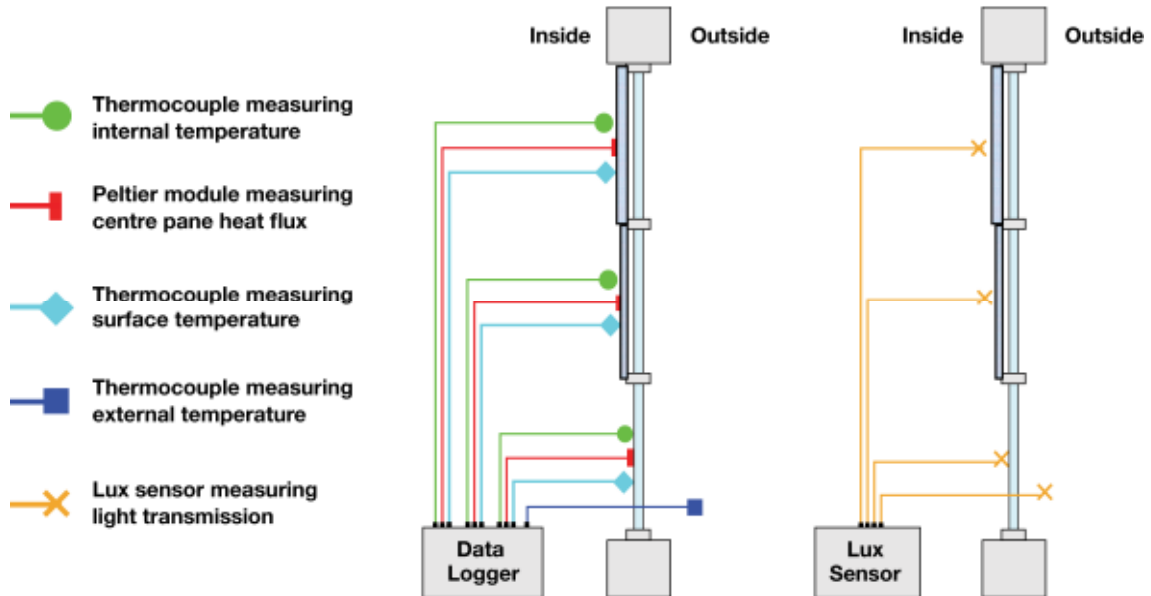 Inside
Outside
Inside
Outside
Thermocouple measuring
internal temperature
Peltier module measuring
centre pane heat flux
Thermocouple measuring
surface temperature
Thermocouple measuring
external temperature
Lux sensor measuring
light transmission
Data
Logger
Lux
Sensor